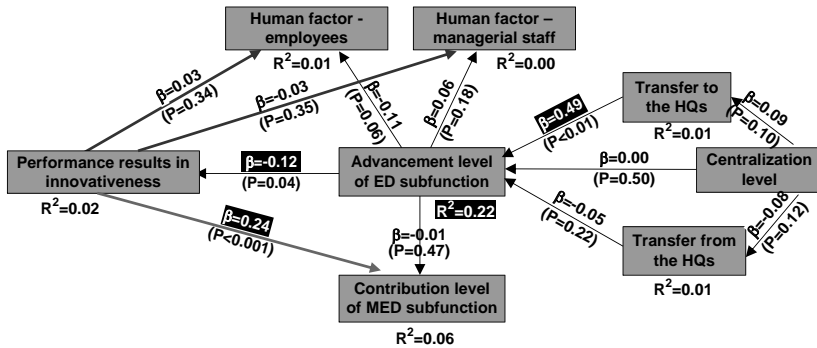 Human factor -
employees
R²=0.01
Human factor –
managerial staff
R²=0.00
β=0.03
(P=0.34)
β=-0.03
(P=0.35)
β=-0.11
(P=0.06)
β=0.06
(P=0.18)
β=0.49
(P<0.01)
Transfer to
the HQs
R²=0.01
β=0.09
(P=0.10)
Performance results in
innovativeness
R²=0.02
β=-0.12
(P=0.04)
Advancement level
of ED subfunction
R²=0.22
β=0.00
(P=0.50)
Centralization
level
β=0.24
(P<0.001)
β=-0.01
(P=0.47)
β=-0.05
(P=0.22)
Transfer from
the HQs
R²=0.01
β=-0.08
(P=0.12)
Contribution level
of MED subfunction
R²=0.06